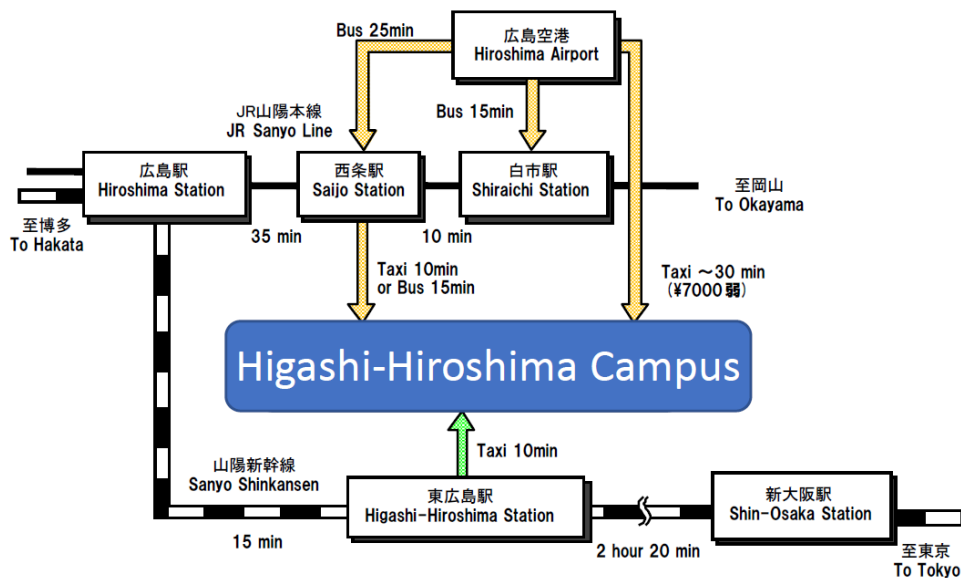 Bus 25min
広島空港
Hiroshima Airport
Bus 15min
JR山陽本線
JR Sanyo Line
広島駅
Hiroshima Station
西条駅
Saijo Station
白市駅
Shiraichi Station
至岡山
To Okayama
至博多
To Hakata
35 min
10 min
Taxi 10min
or Bus 15min
Taxi ～30 min
(¥7000弱)
Higashi-Hiroshima Campus
Taxi 10min
山陽新幹線
Sanyo Shinkansen
東広島駅
Higashi-Hiroshima Station
新大阪駅
Shin-Osaka Station
15 min
2 hour 20 min
至東京
To Tokyo